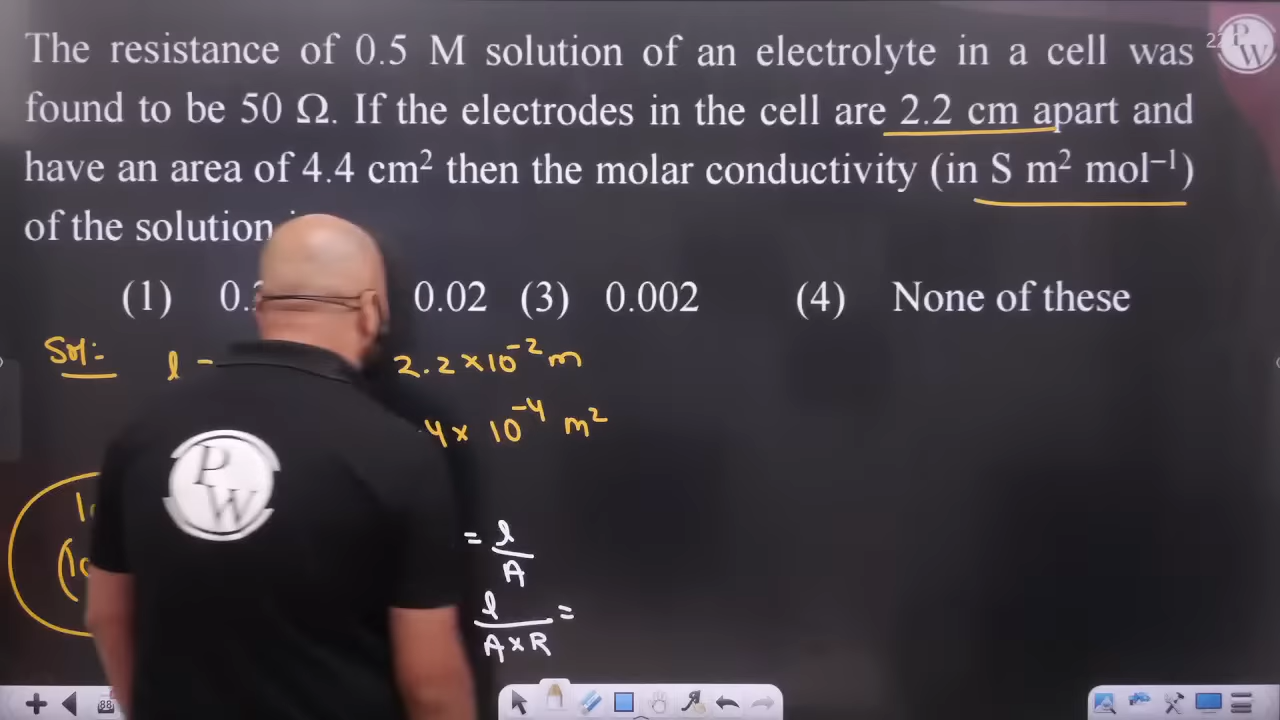 The resistance of 0.5 M solution of an electrolyte in a cell was
found to be 50 Ω. If the electrodes in the cell are 2.2 cm apart and
have an area of 4.4 cm² then the molar conductivity (in S m² mol⁻¹)
of the solution
(1) 0. 0.02 (3) 0.002 (4) None of these
Sol:- l - 2.2×10⁻² m
4× 10⁻⁴ m²
= l/A
l/(A×R) =
PW
PW